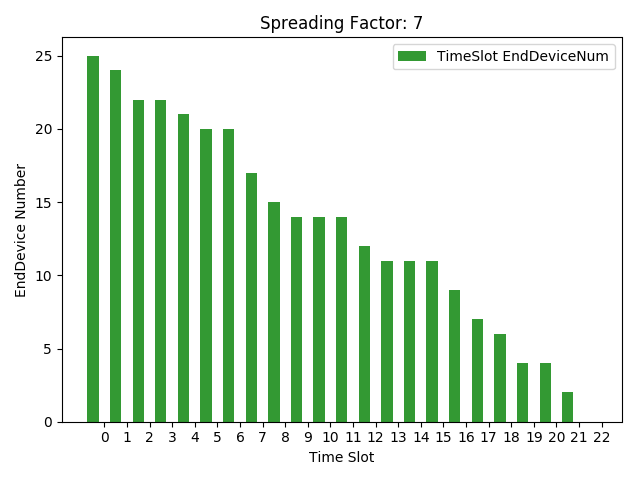 Spreading Factor: 7
TimeSlot EndDeviceNum
25
20
15
10
5
0
EndDevice Number
0 1 2 3 4 5 6 7 8 9 10 11 12 13 14 15 16 17 18 19 20 21 22
Time Slot